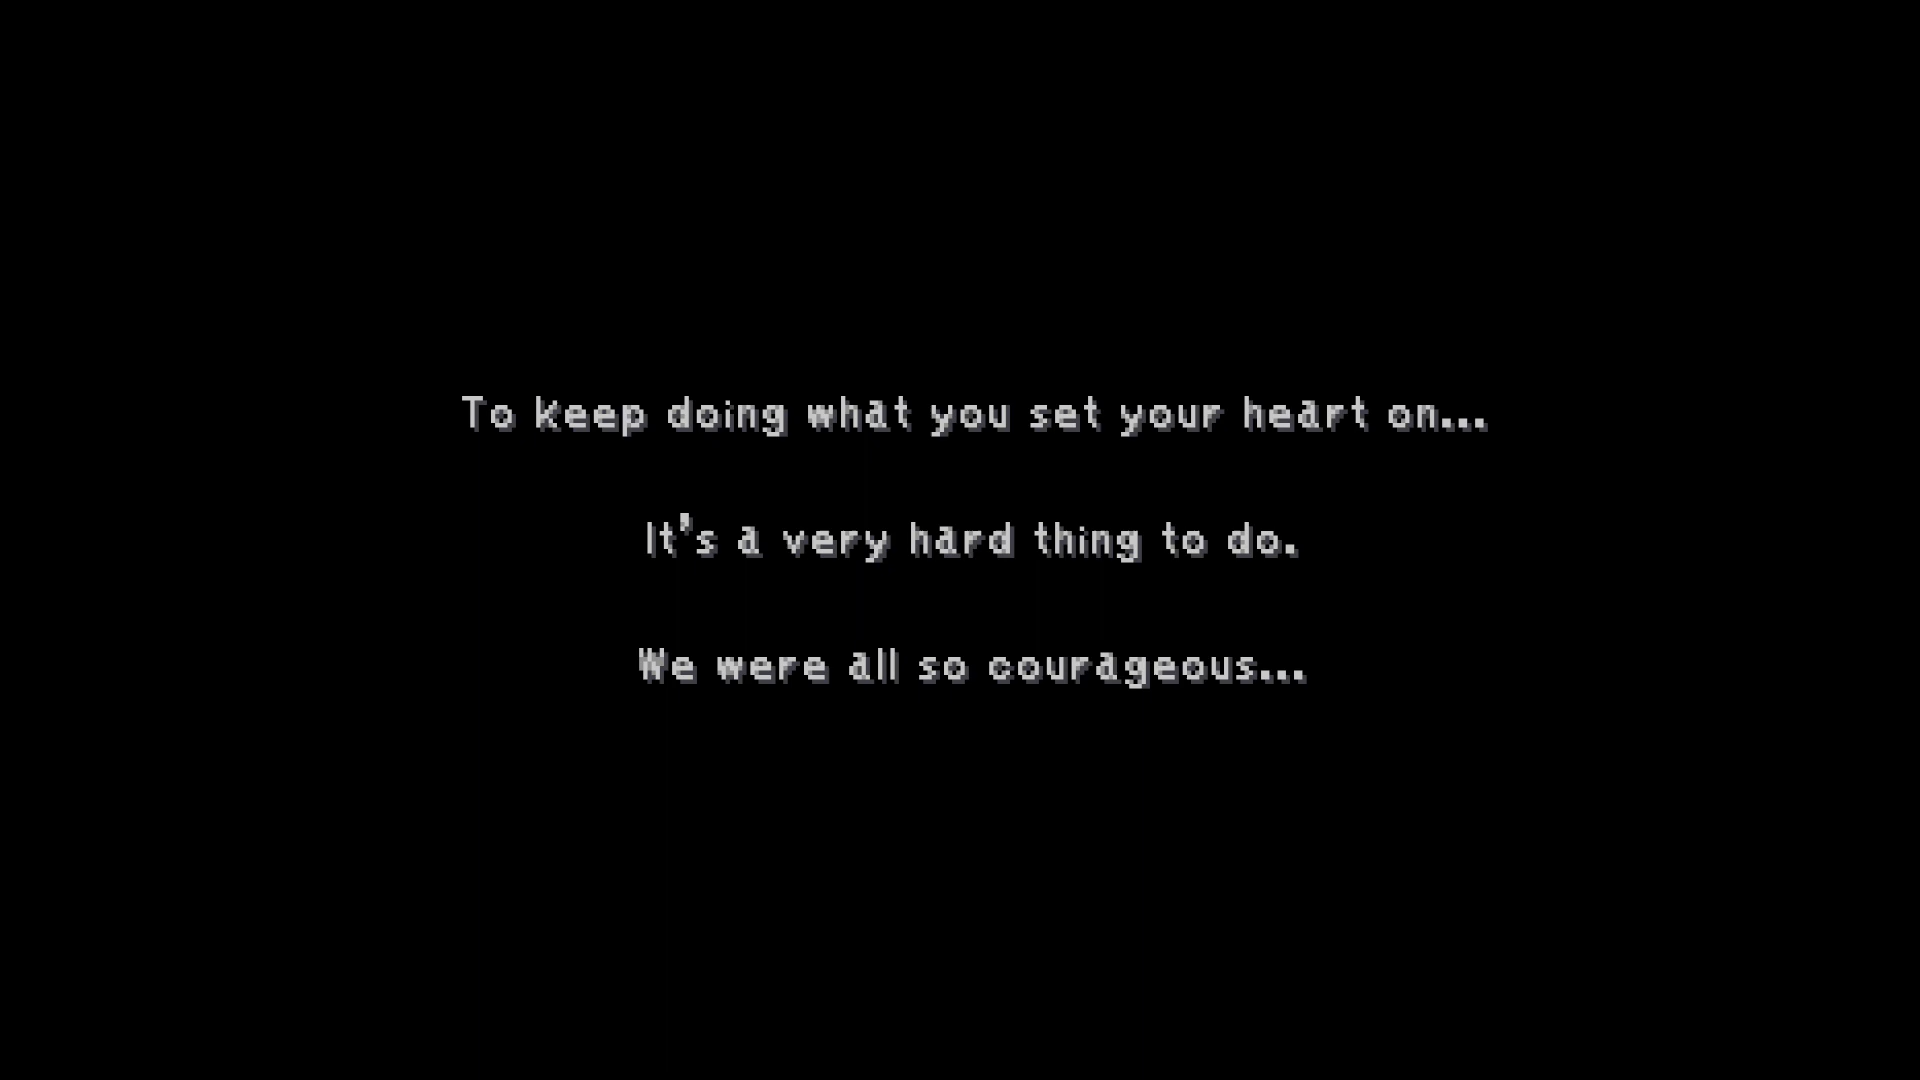 To keep doing what you set your heart on...
It's a very hard thing to do.
We were all so courageous...